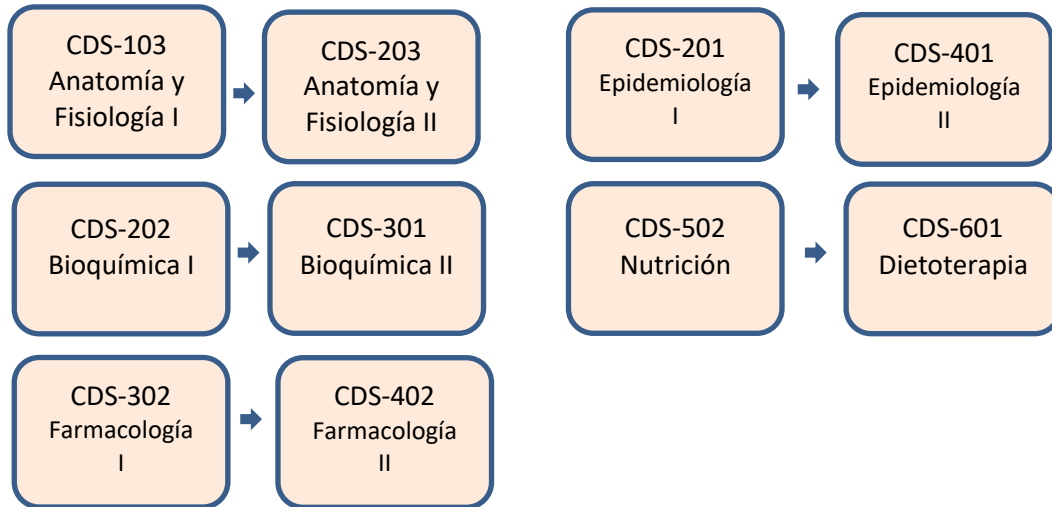 CDS-103
Anatomía y
Fisiología I
CDS-203
Anatomía y
Fisiología II
CDS-201
Epidemiología
I
CDS-401
Epidemiología
II
CDS-202
Bioquímica I
CDS-301
Bioquímica II
CDS-502
Nutrición
CDS-601
Dietoterapia
CDS-302
Farmacología
I
CDS-402
Farmacología
II